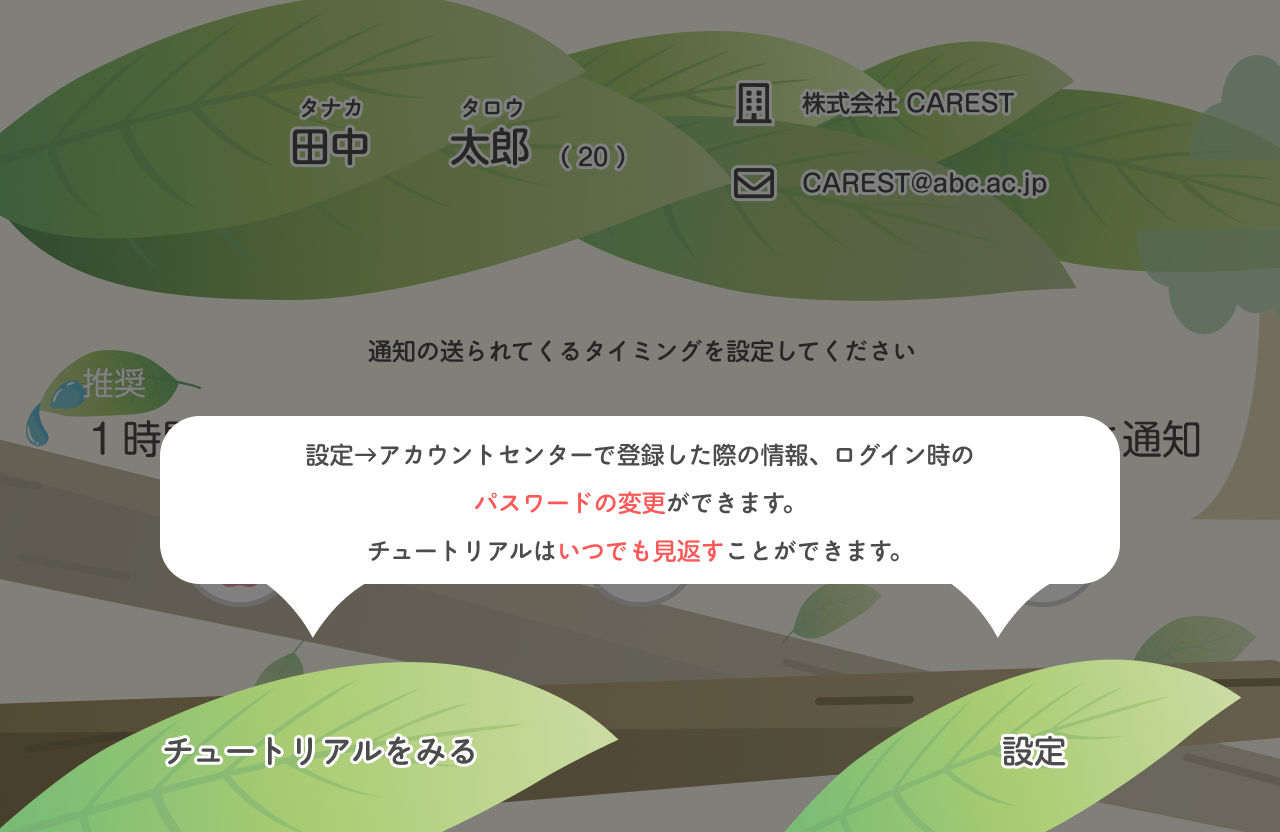 タナカ タロウ
田中 太郎 ( 20 )
株式会社 CAREST
CAREST@abc.ac.jp
通知の送られてくるタイミングを設定してください
推奨
1 時
通知
設定→アカウントセンターで登録した際の情報、ログイン時の
パスワードの変更ができます。
チュートリアルはいつでも見返すことができます。
チュートリアルをみる
設定